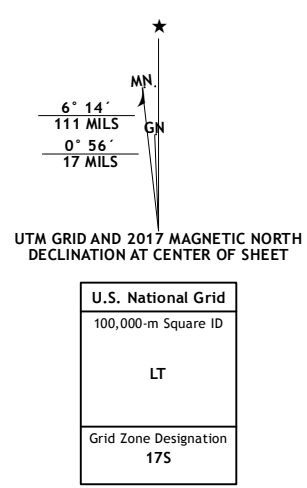 ★
MN.
6° 14´
111 MILS
GN
0° 56´
17 MILS
UTM GRID AND 2017 MAGNETIC NORTH
DECLINATION AT CENTER OF SHEET
U.S. National Grid
100,000-m Square ID
LT
Grid Zone Designation
17S